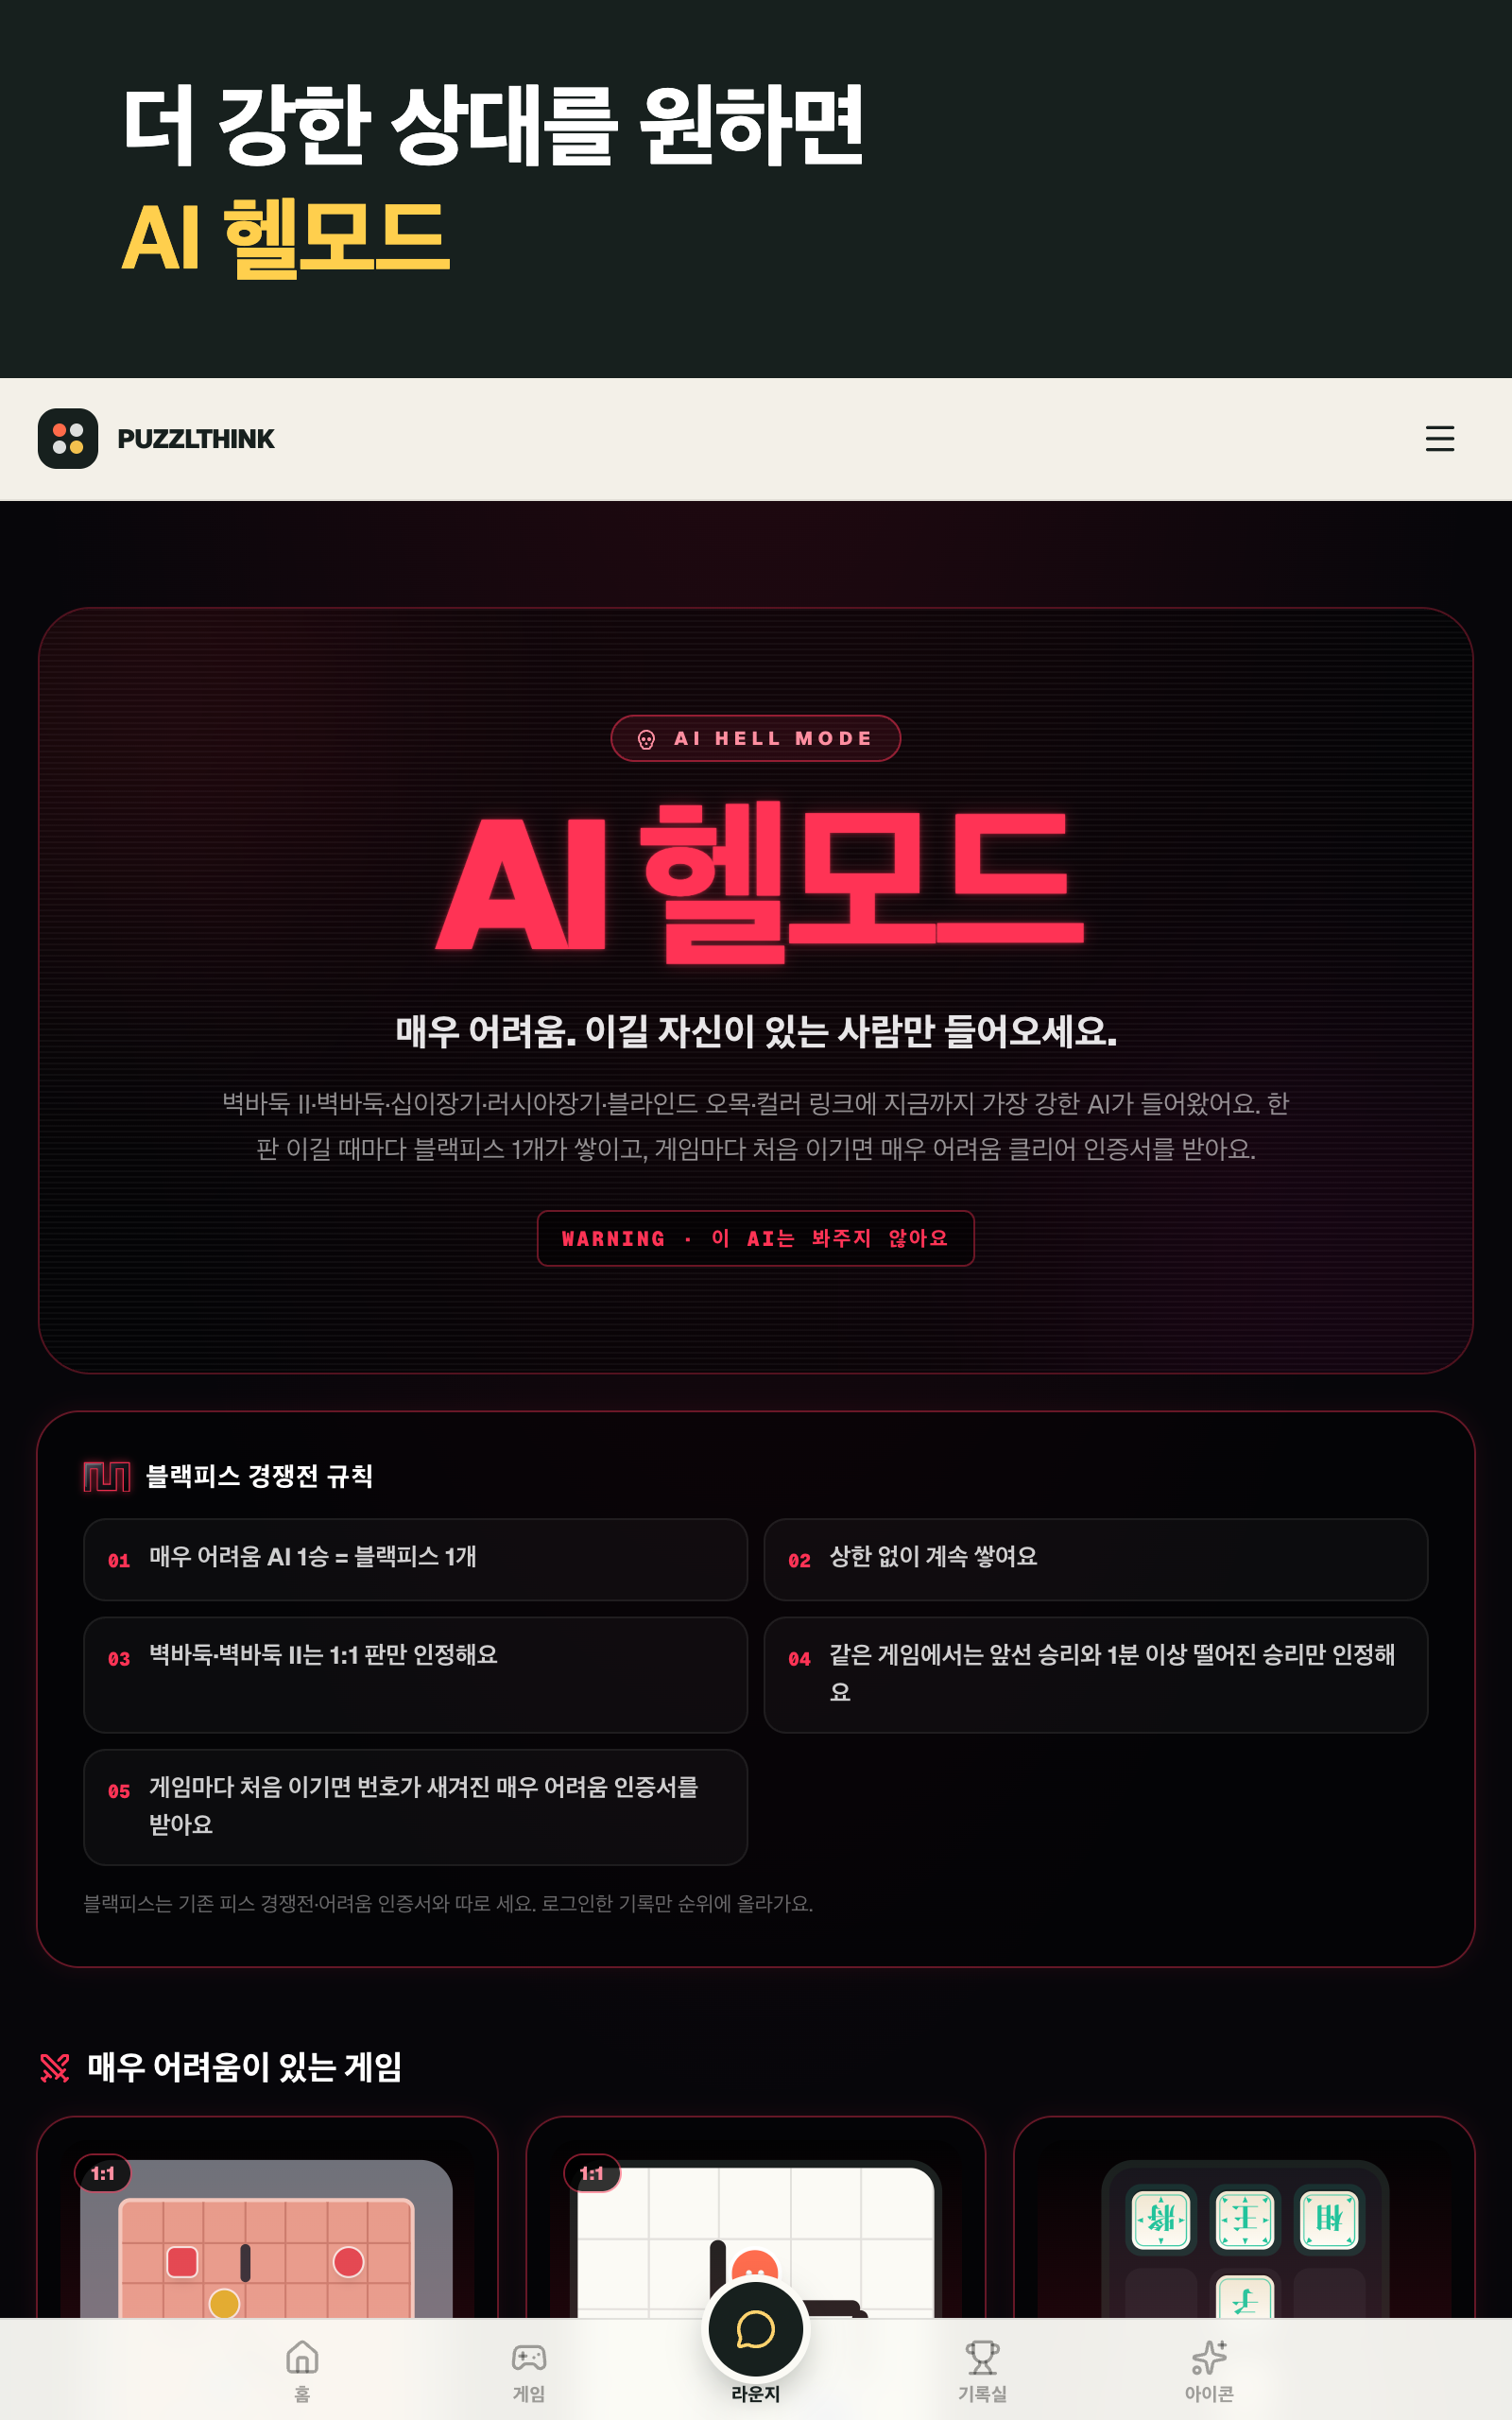 더 강한 상대를 원하면
AI 헬모드
PUZZLTHINK
AI HELL MODE
AI 헬모드
매우 어려움. 이길 자신이 있는 사람만 들어오세요.
벽바둑 II·벽바둑·십이장기·러시아장기·블라인드 오목·컬러 링크에 지금까지 가장 강한 AI가 들어왔어요. 한
판 이길 때마다 블랙피스 1개가 쌓이고, 게임마다 처음 이기면 매우 어려움 클리어 인증서를 받아요.
WARNING · 이 AI는 봐주지 않아요
블랙피스 경쟁전 규칙
01 매우 어려움 AI 1승 = 블랙피스 1개
02 상한 없이 계속 쌓여요
03 벽바둑·벽바둑 II는 1:1 판만 인정해요
04 같은 게임에서는 앞선 승리와 1분 이상 떨어진 승리만 인정해
요
05 게임마다 처음 이기면 번호가 새겨진 매우 어려움 인증서를
받아요
블랙피스는 기존 피스 경쟁전·어려움 인증서와 따로 세요. 로그인한 기록만 순위에 올라가요.
매우 어려움이 있는 게임
1:1
1:1
將 王 相
子
홈
게임
라운지
기록실
아이콘